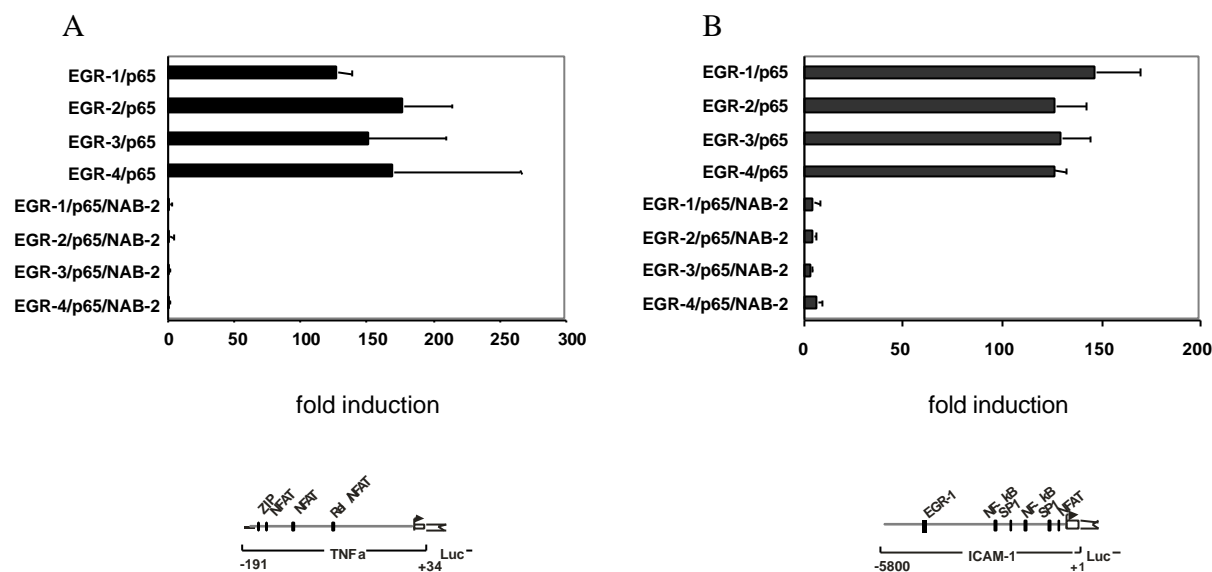 A
EGR-1/p65
EGR-2/p65
EGR-3/p65
EGR-4/p65
EGR-1/p65/NAB-2
EGR-2/p65/NAB-2
EGR-3/p65/NAB-2
EGR-4/p65/NAB-2
0 50 100 150 200 250 300
fold induction
ZIP NFAT NFAT Rel NFAT
TNFa Luc
-191 +34
B
EGR-1/p65
EGR-2/p65
EGR-3/p65
EGR-4/p65
EGR-1/p65/NAB-2
EGR-2/p65/NAB-2
EGR-3/p65/NAB-2
EGR-4/p65/NAB-2
0 50 100 150 200
fold induction
EGR-1 NF-kB SP1 NF-kB SP1 NFAT
ICAM-1 Luc
-5800 +1